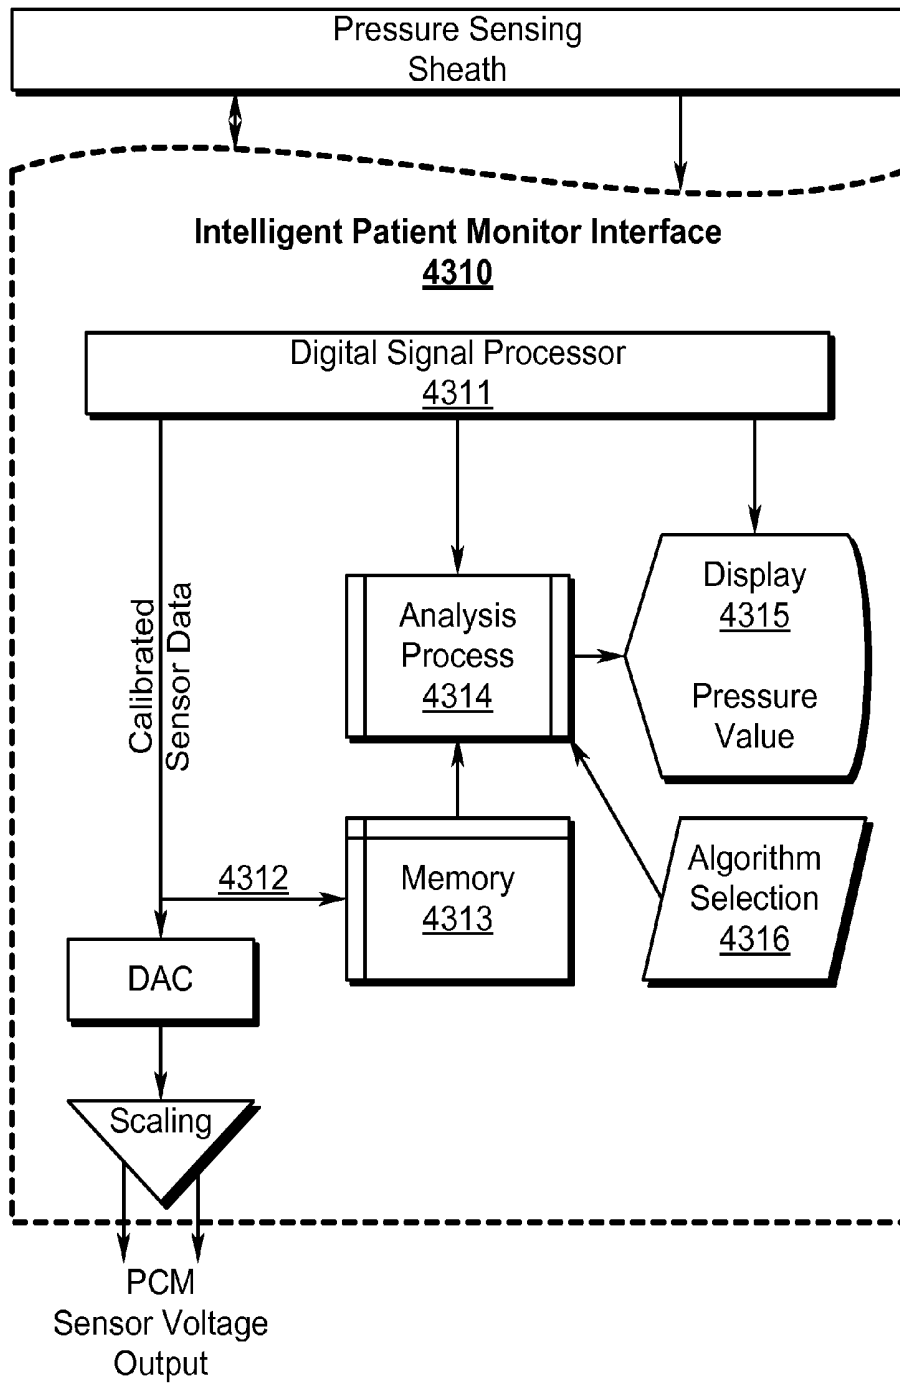 Pressure Sensing
Sheath
Intelligent Patient Monitor Interface
4310
Digital Signal Processor
4311
Calibrated
Sensor Data
Analysis
Process
4314
Display
4315
Pressure
Value
4312
Memory
4313
Algorithm
Selection
4316
DAC
Scaling
PCM
Sensor Voltage
Output